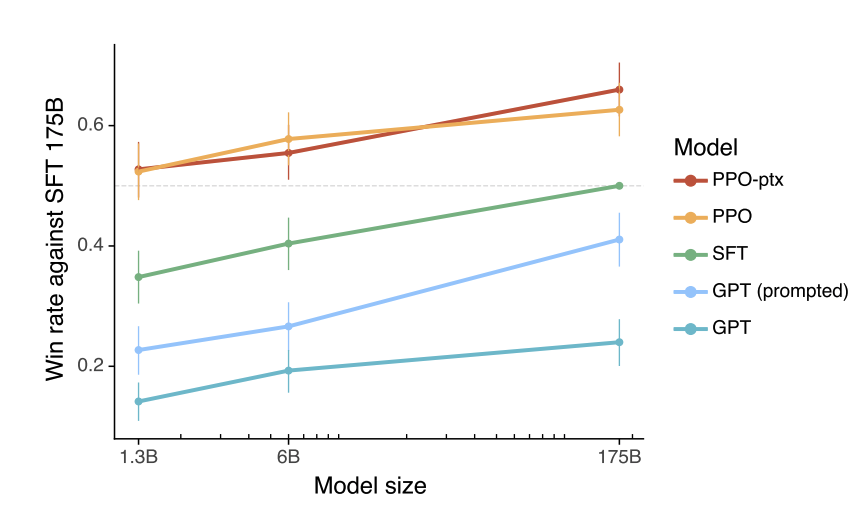 Win rate against SFT 175B
0.6
0.4
0.2
1.3B
6B
175B
Model size
Model
PPO-ptx
PPO
SFT
GPT (prompted)
GPT